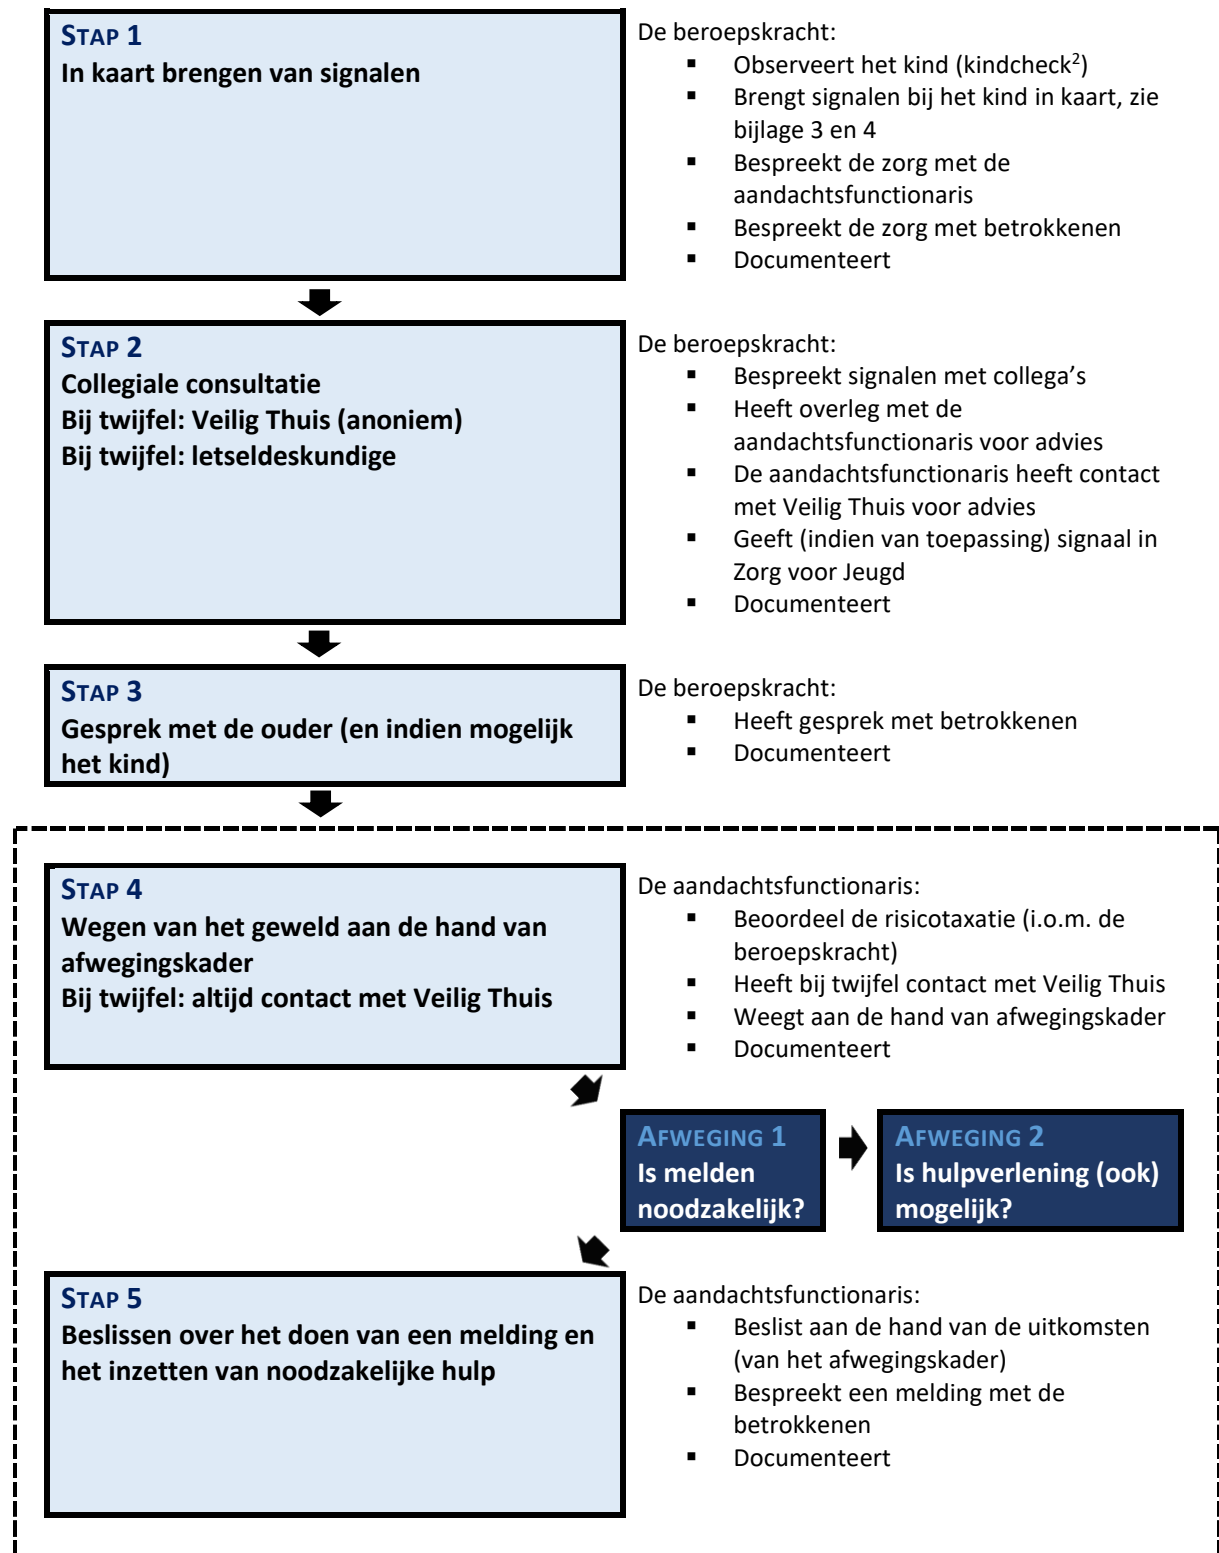 STAP 1
In kaart brengen van signalen
De beroepskracht:
▪ Observeert het kind (kindcheck²)
▪ Brengt signalen bij het kind in kaart, zie
bijlage 3 en 4
▪ Bespreekt de zorg met de
aandachtsfunctionaris
▪ Bespreekt de zorg met betrokkenen
▪ Documenteert
STAP 2
Collegiale consultatie
Bij twijfel: Veilig Thuis (anoniem)
Bij twijfel: letseldeskundige
De beroepskracht:
▪ Bespreekt signalen met collega’s
▪ Heeft overleg met de
aandachtsfunctionaris voor advies
▪ De aandachtsfunctionaris heeft contact
met Veilig Thuis voor advies
▪ Geeft (indien van toepassing) signaal in
Zorg voor Jeugd
▪ Documenteert
STAP 3
Gesprek met de ouder (en indien mogelijk
het kind)
De beroepskracht:
▪ Heeft gesprek met betrokkenen
▪ Documenteert
STAP 4
Wegen van het geweld aan de hand van
afwegingskader
Bij twijfel: altijd contact met Veilig Thuis
De aandachtsfunctionaris:
▪ Beoordeel de risicotaxatie (i.o.m. de
beroepskracht)
▪ Heeft bij twijfel contact met Veilig Thuis
▪ Weegt aan de hand van afwegingskader
▪ Documenteert
AFWEGING 1
Is melden
noodzakelijk?
AFWEGING 2
Is hulpverlening (ook)
mogelijk?
STAP 5
Beslissen over het doen van een melding en
het inzetten van noodzakelijke hulp
De aandachtsfunctionaris:
▪ Beslist aan de hand van de uitkomsten
(van het afwegingskader)
▪ Bespreekt een melding met de
betrokkenen
▪ Documenteert